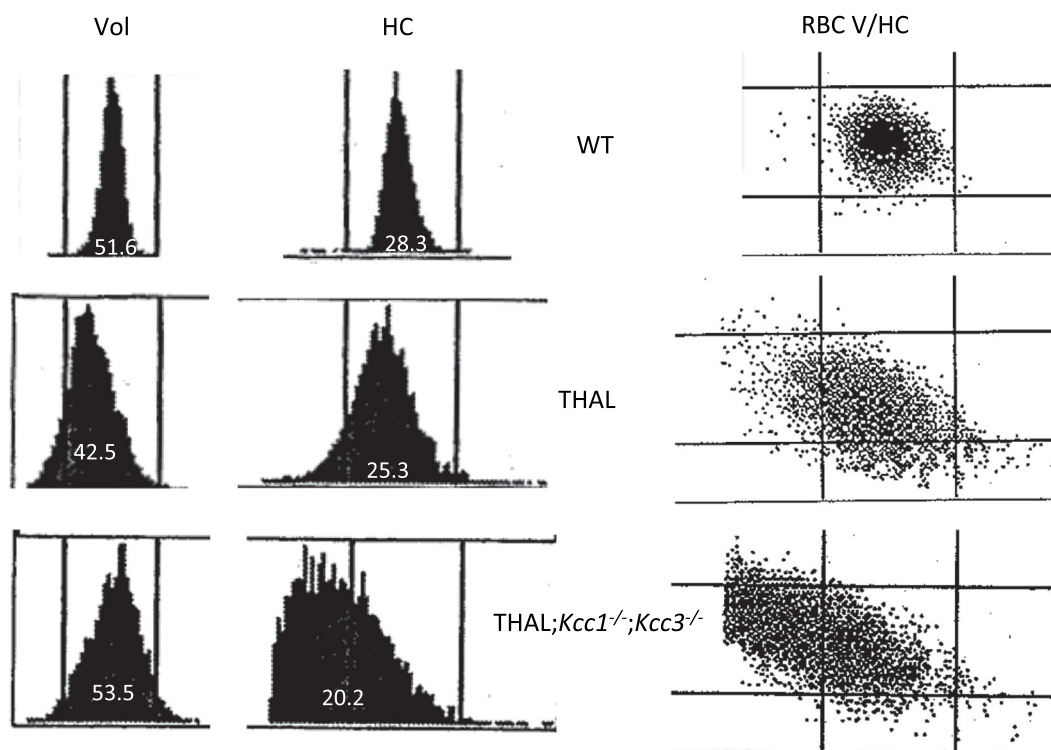 Vol
HC
RBC V/HC
51.6
28.3
WT
42.5
25.3
THAL
53.5
20.2
THAL;Kcc1-/-;Kcc3-/-